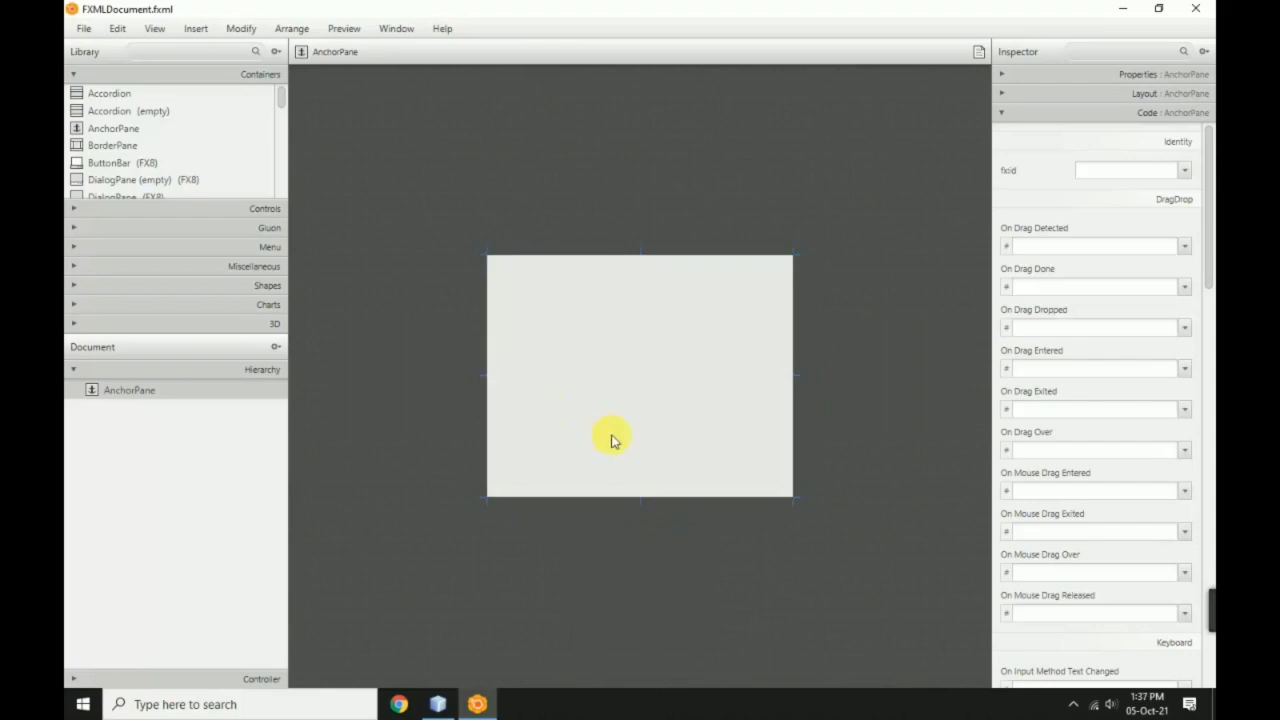 FXMLDocument.fxml
File Edit View Insert Modify Arrange Preview Window Help
Library
Containers
Accordion
Accordion (empty)
AnchorPane
BorderPane
ButtonBar (FX8)
DialogPane (empty) (FX8)
DialogPane (FX8)
Controls
Gluon
Menu
Miscellaneous
Shapes
Charts
3D
Document
Hierarchy
AnchorPane
Controller
AnchorPane
Inspector
Properties : AnchorPane
Layout : AnchorPane
Code : AnchorPane
Identity
fx:id
DragDrop
On Drag Detected
#
On Drag Done
#
On Drag Dropped
#
On Drag Entered
#
On Drag Exited
#
On Drag Over
#
On Mouse Drag Entered
#
On Mouse Drag Exited
#
On Mouse Drag Over
#
On Mouse Drag Released
#
Keyboard
On Input Method Text Changed
Type here to search
1:37 PM
05-Oct-21